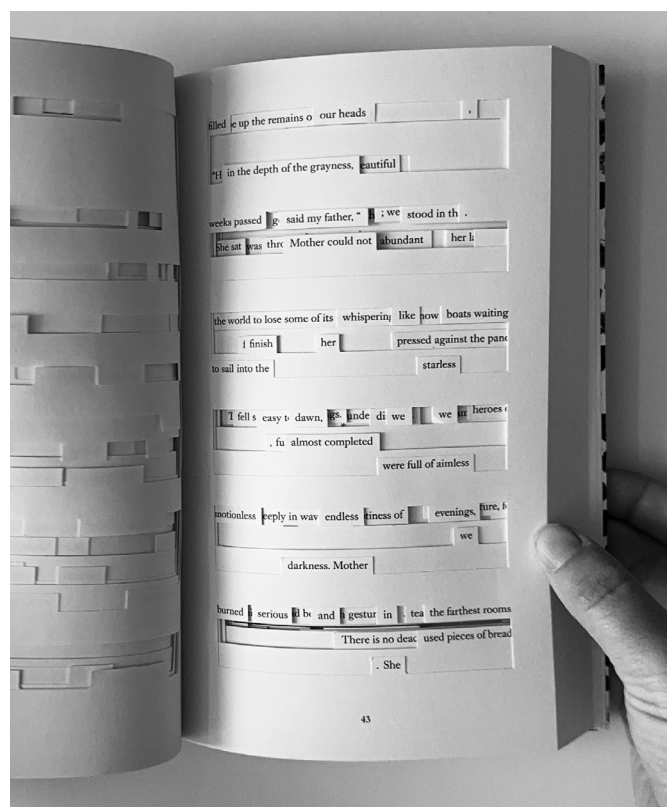 filled e up the remains o our heads ,
"H in the depth of the grayness, eautiful
weeks passed g said my father, " h ; we stood in th .
She sat was thro Mother could not abundant her l
the world to lose some of its whispering like how boats waiting
I finish her pressed against the pane
to sail into the starless
I fell s easy t dawn, gs. unde di we we in heroes
, fu almost completed
were full of aimless
motionless eeply in wav endless tiness of evenings, ture, f
we
darkness. Mother
burned serious d be and h gestur in . tea the farthest rooms
There is no dead used pieces of bread
. She
43